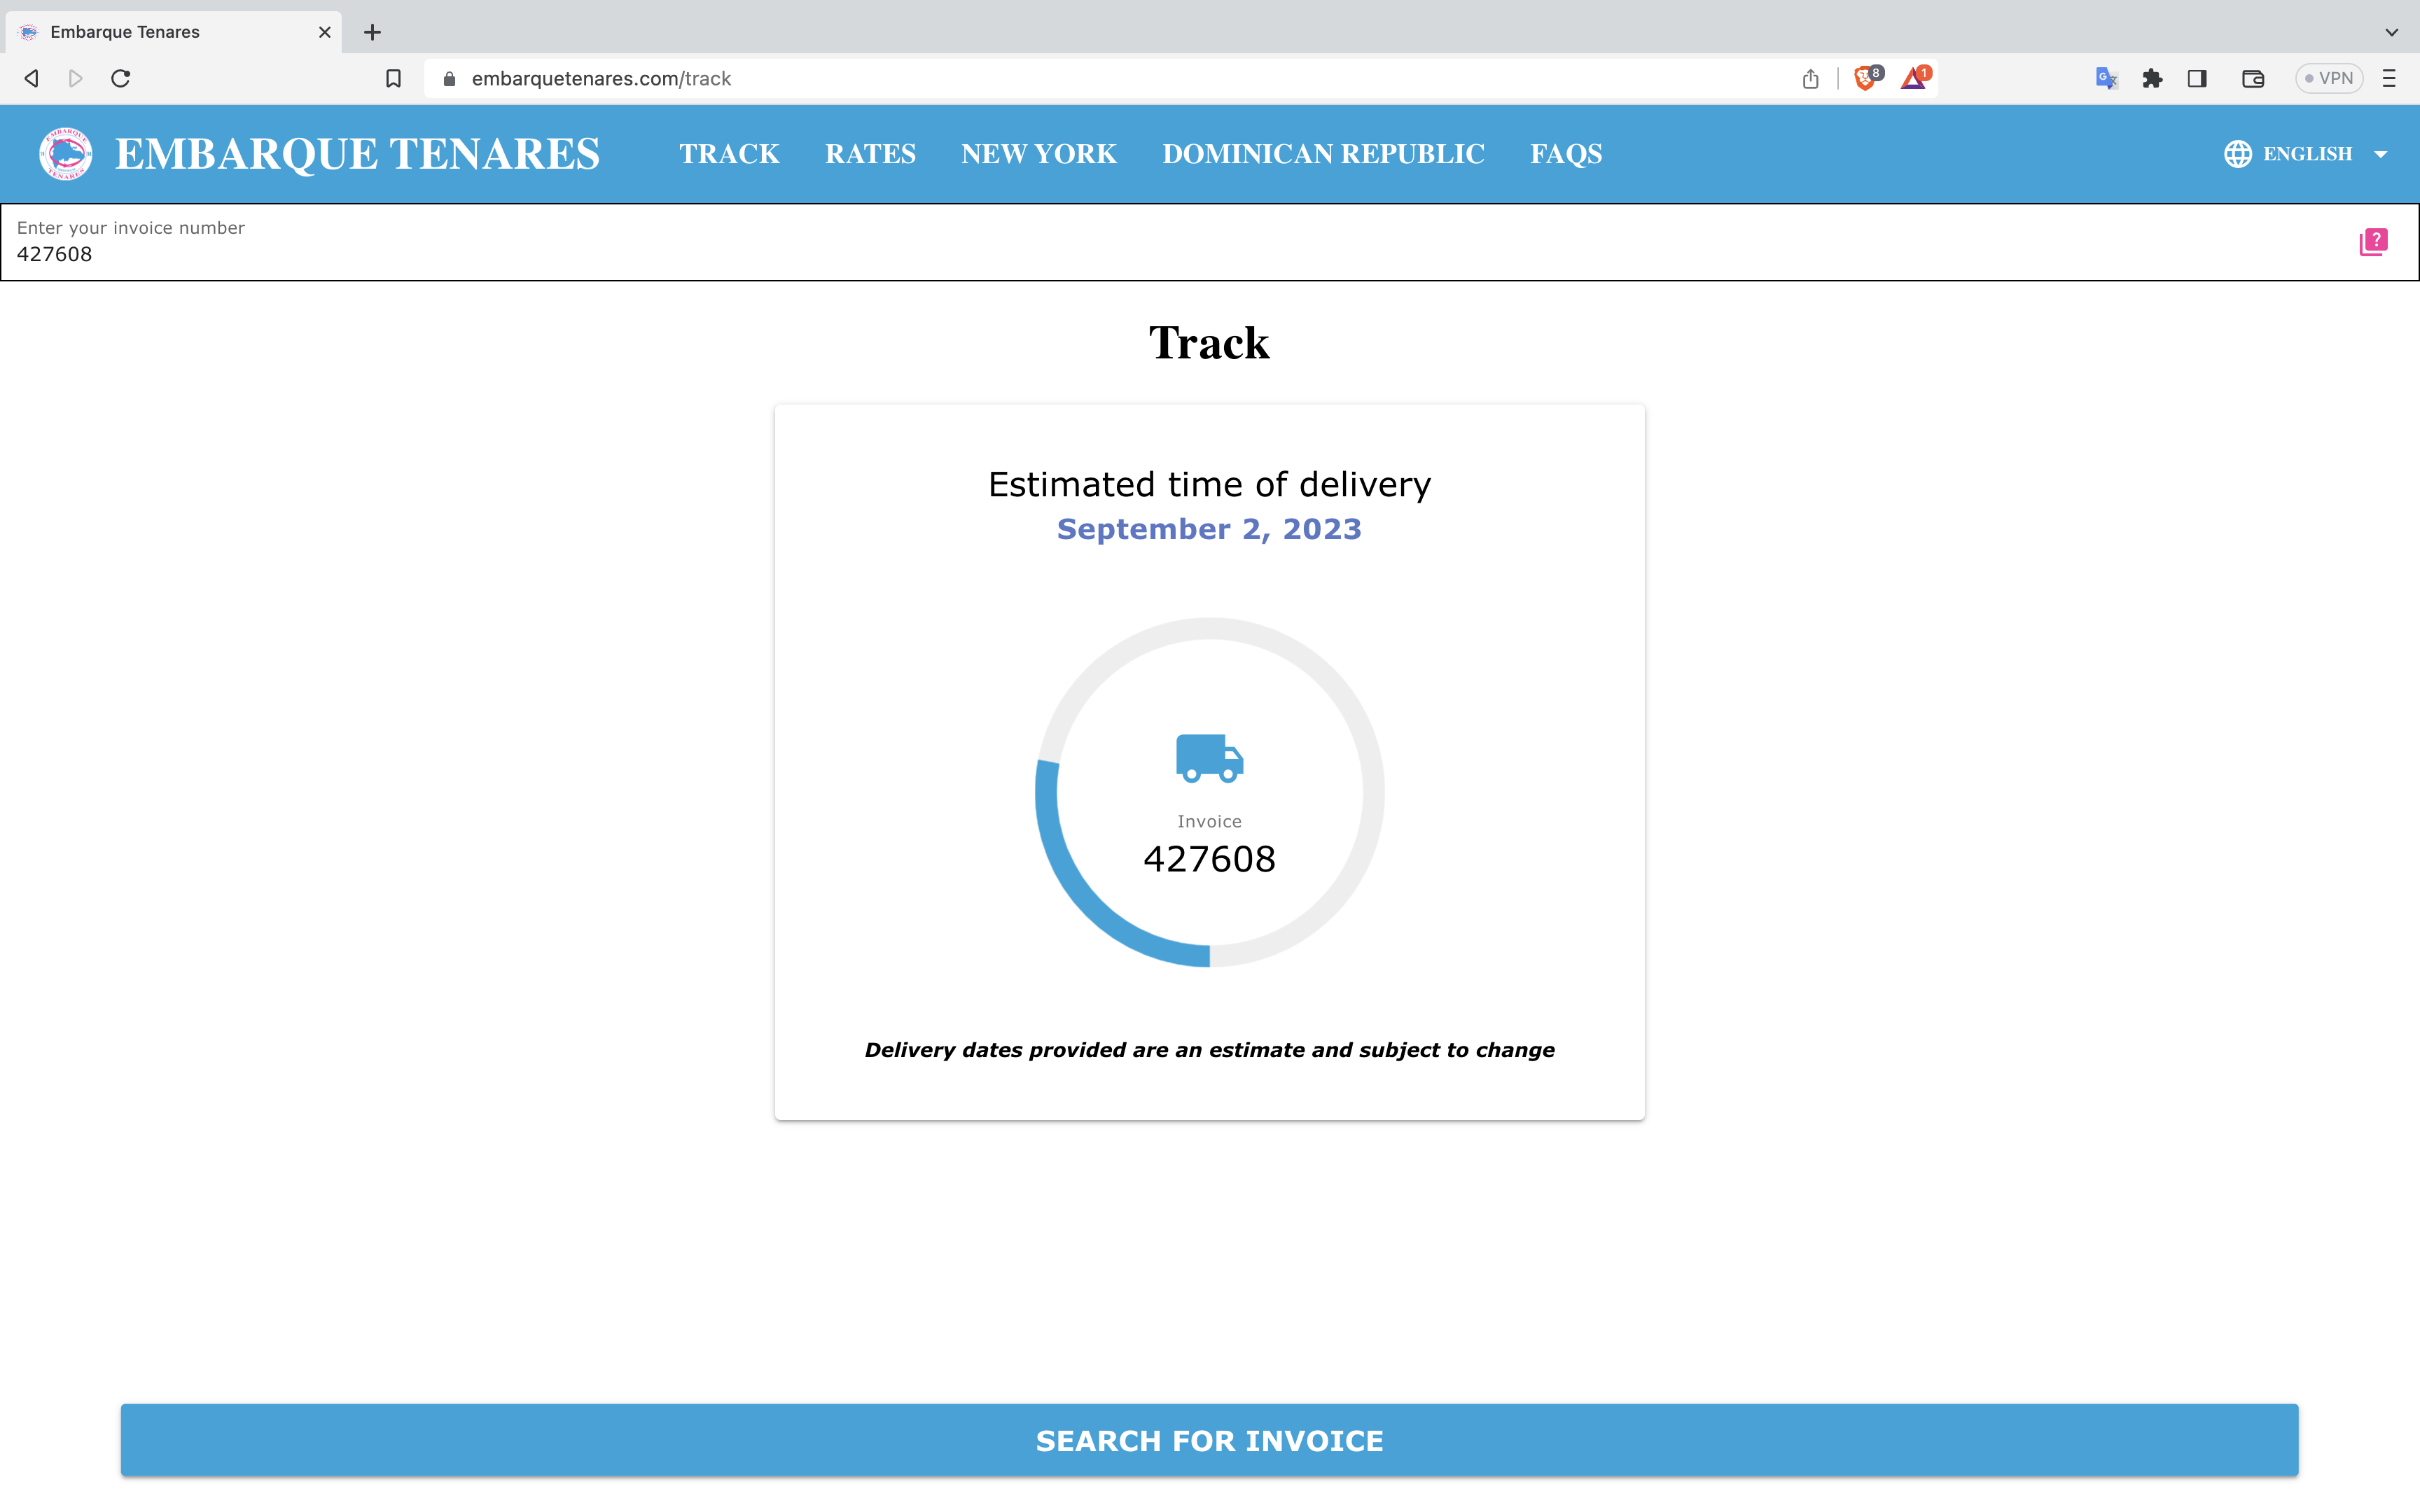 Embarque Tenares
embarquetenares.com/track
8
1
VPN
EMBARQUE TENARES
EMBARQUE TENARES TRACK RATES NEW YORK DOMINICAN REPUBLIC FAQS ENGLISH
Enter your invoice number
427608
Track
Estimated time of delivery
September 2, 2023
Invoice
427608
Delivery dates provided are an estimate and subject to change
SEARCH FOR INVOICE